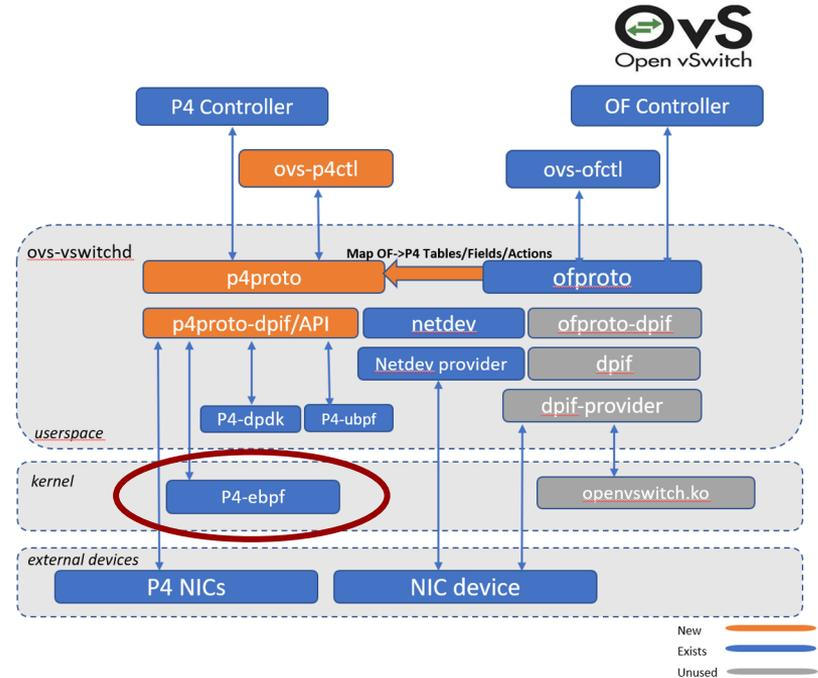 OvS
Open vSwitch
P4 Controller
OF Controller
ovs-p4ctl
ovs-ofctl
ovs-vswitchd
Map OF->P4 Tables/Fields/Actions
p4proto
ofproto
p4proto-dpif/API
netdev
ofproto-dpif
Netdev provider
dpif
dpif-provider
P4-dpdk
P4-ubpf
userspace
kernel
P4-ebpf
openvswitch.ko
external devices
P4 NICs
NIC device
New
Exists
Unused